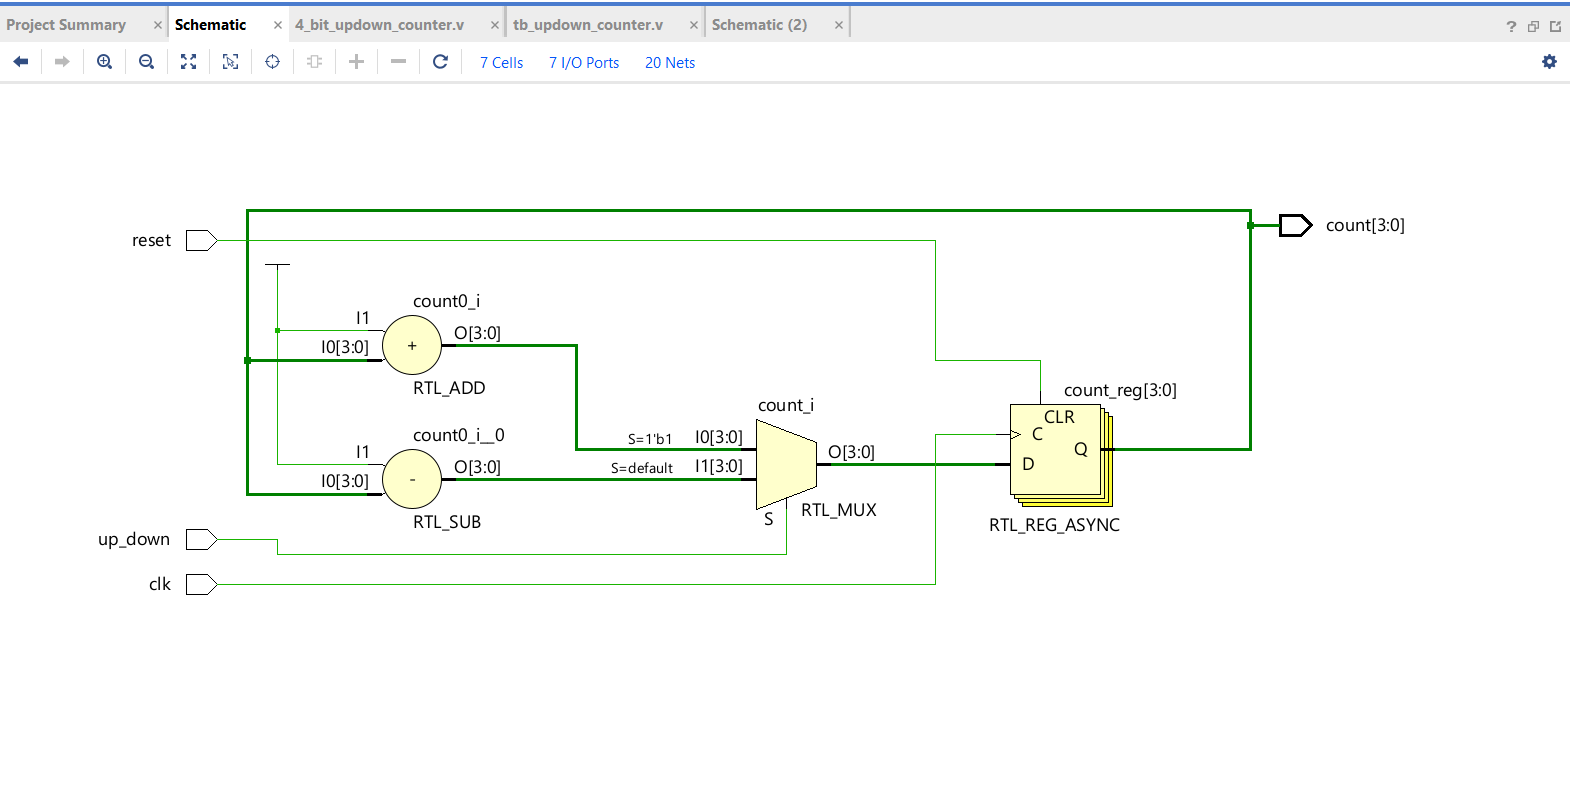 Project Summary × Schematic × 4_bit_updown_counter.v × tb_updown_counter.v × Schematic (2) × ?
7 Cells 7 I/O Ports 20 Nets
count[3:0]
reset
count0_i
I1
O[3:0]
I0[3:0]
+
RTL_ADD
count_reg[3:0]
count_i
CLR
count0_i__0
S=1'b1 I0[3:0]
C
I1
O[3:0]
Q
O[3:0]
S=default I1[3:0]
D
I0[3:0]
-
RTL_SUB
S
RTL_MUX
RTL_REG_ASYNC
up_down
clk